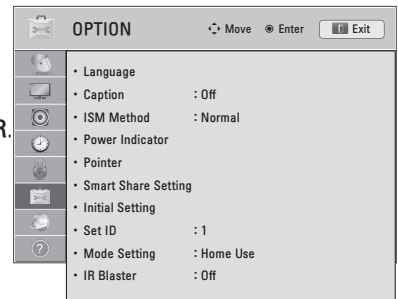 OPTION
Move
Enter
Exit
R.
• Language
• Caption : Off
• ISM Method : Normal
• Power Indicator
• Pointer
• Smart Share Setting
• Initial Setting
• Set ID : 1
• Mode Setting : Home Use
• IR Blaster : Off
?